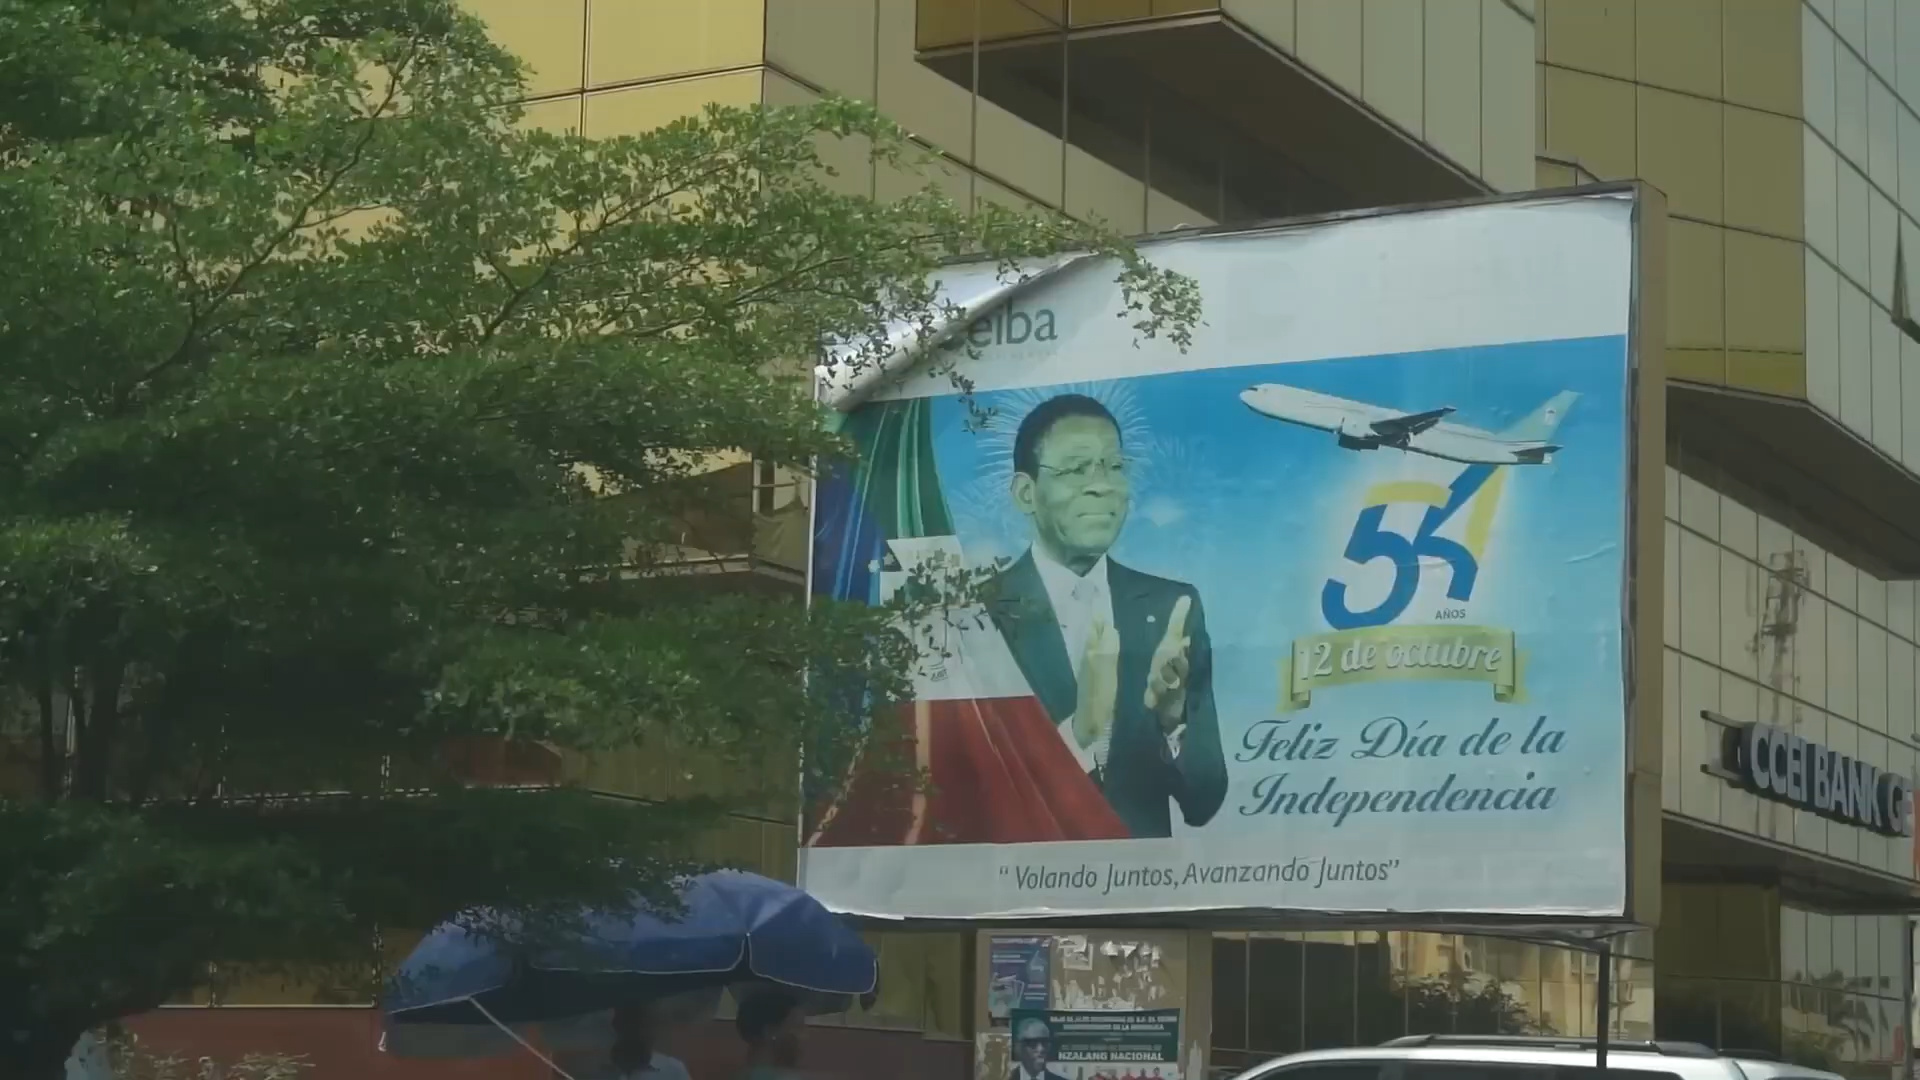 eiba
54
AÑOS
12 de octubre
Feliz Día de la
Independencia
“Volando Juntos, Avanzando Juntos”
CCEI BANK GE
NZALANG NACIONAL